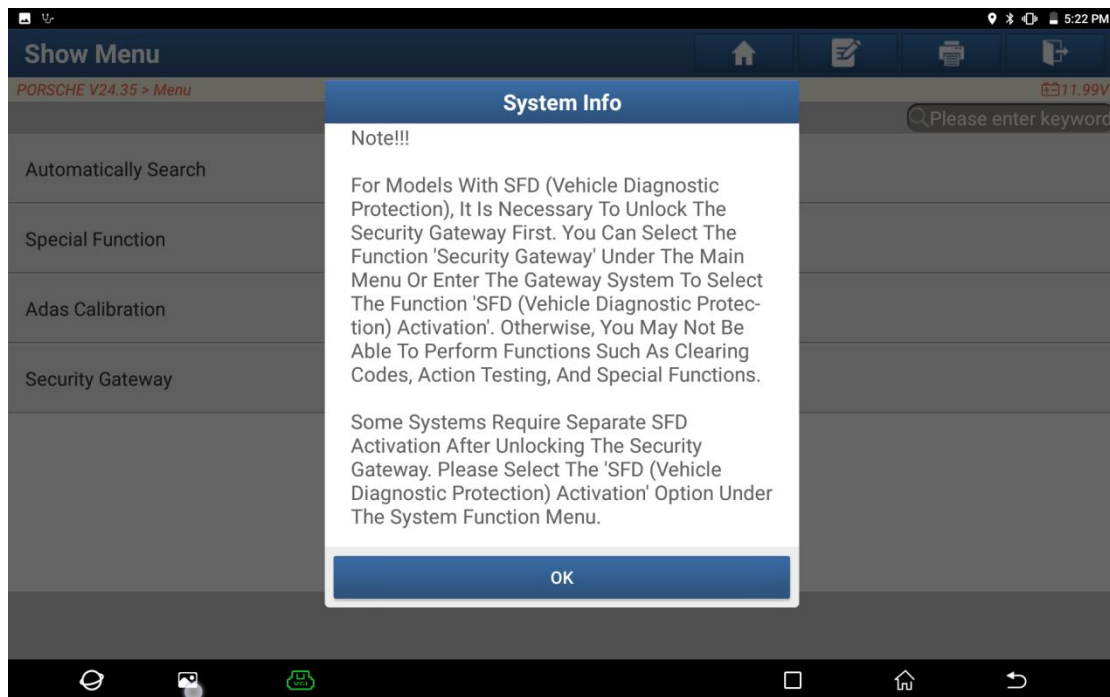 5:22 PM
Show Menu
PORSCHE V24.35 > Menu
11.99V
Please enter keyword
System Info
Note!!!
For Models With SFD (Vehicle Diagnostic
Protection), It Is Necessary To Unlock The
Security Gateway First. You Can Select The
Function 'Security Gateway' Under The Main
Menu Or Enter The Gateway System To Select
The Function 'SFD (Vehicle Diagnostic Protec-
tion) Activation'. Otherwise, You May Not Be
Able To Perform Functions Such As Clearing
Codes, Action Testing, And Special Functions.
Some Systems Require Separate SFD
Activation After Unlocking The Security
Gateway. Please Select The 'SFD (Vehicle
Diagnostic Protection) Activation' Option Under
The System Function Menu.
OK
Automatically Search
Special Function
Adas Calibration
Security Gateway
VCI